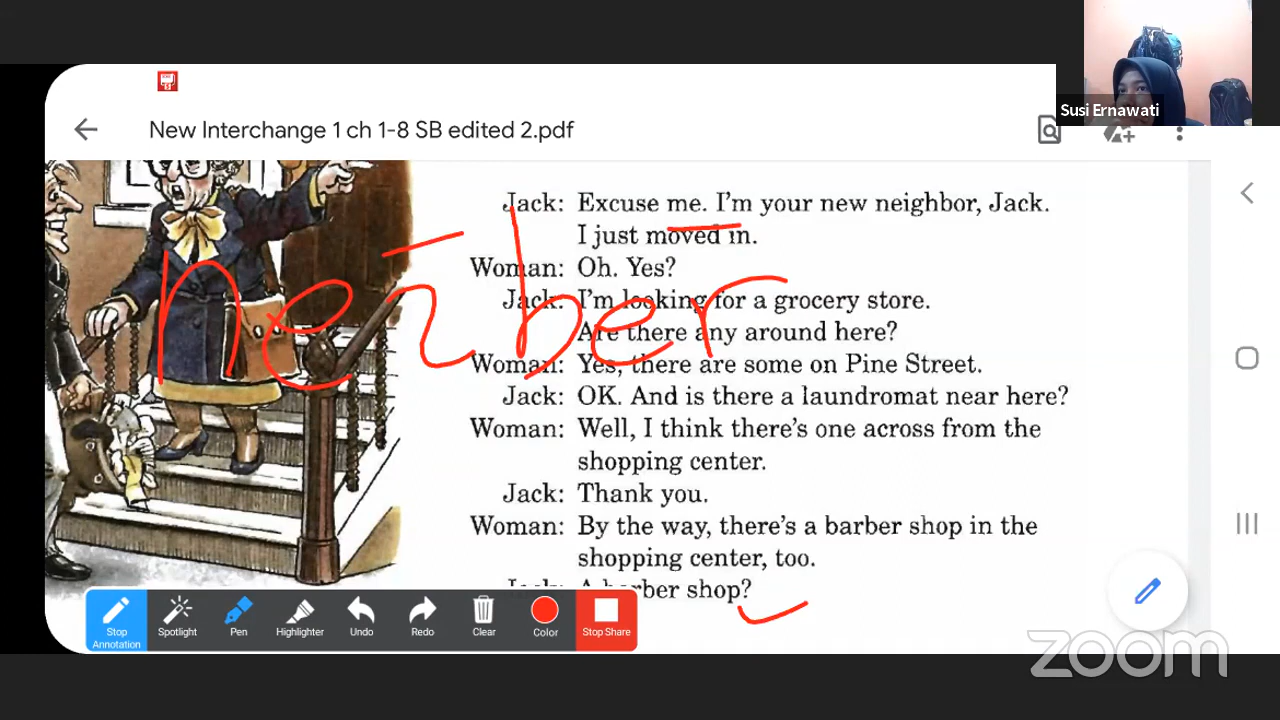 Susi Ernawati
New Interchange 1 ch 1-8 SB edited 2.pdf
Jack: Excuse me. I'm your new neighbor, Jack.
I just moved in.
Woman: Oh. Yes?
Jack: I'm looking for a grocery store.
Are there any around here?
Woman: Yes, there are some on Pine Street.
Jack: OK. And is there a laundromat near here?
Woman: Well, I think there's one across from the
shopping center.
Jack: Thank you.
Woman: By the way, there's a barber shop in the
shopping center, too.
Jack: A barber shop?
Stop Annotation
Spotlight
Pen
Highlighter
Undo
Redo
Clear
Color
Stop Share
zoom